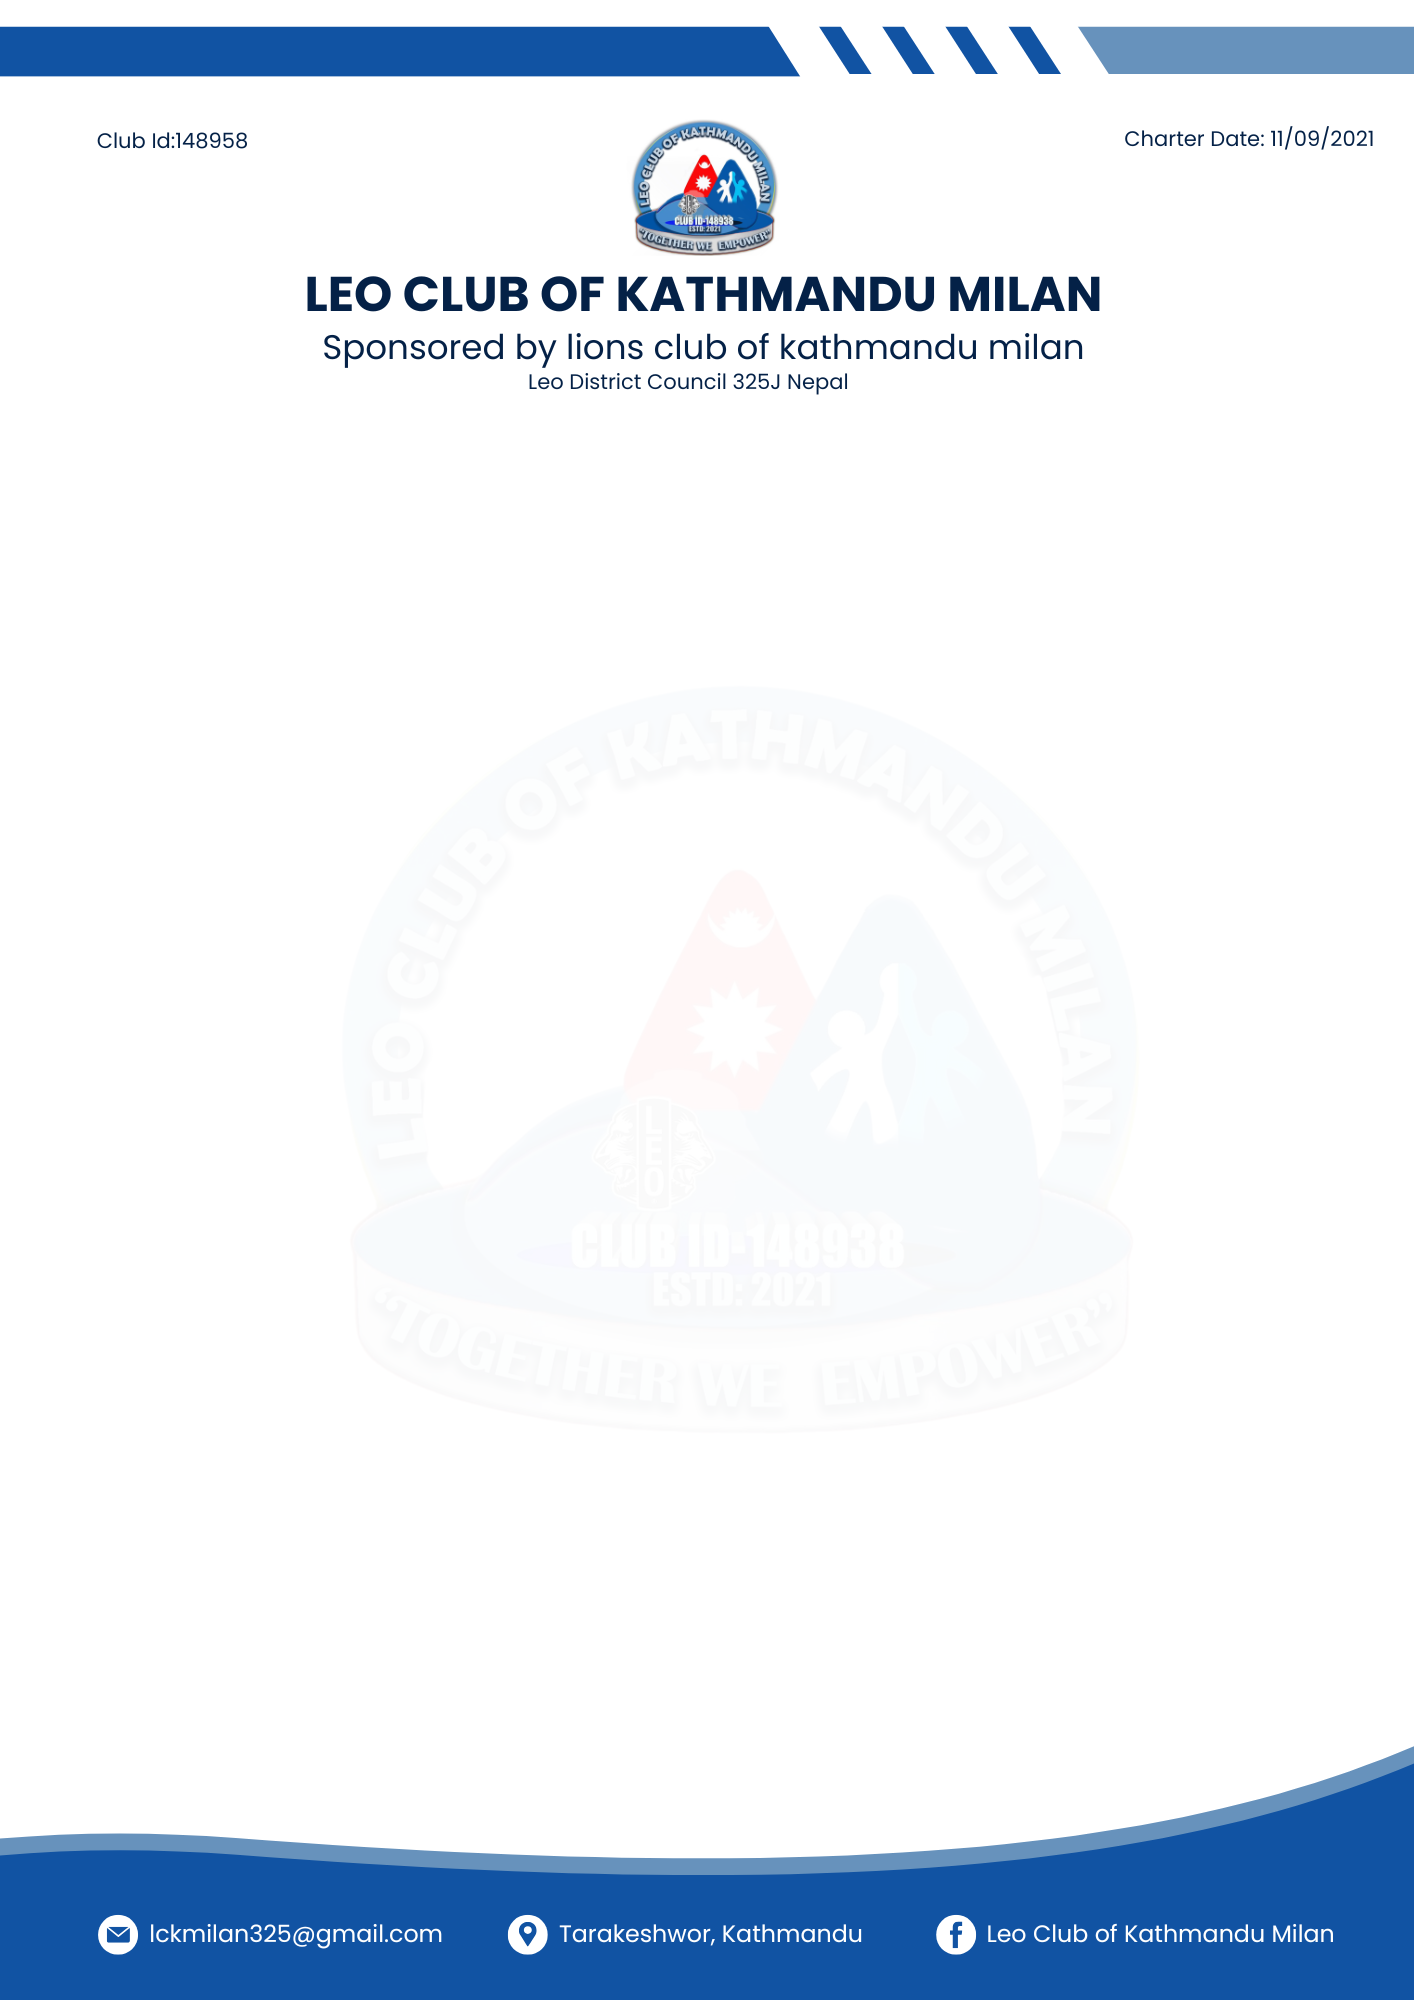 Club Id:148958
Charter Date: 11/09/2021
LEO CLUB OF KATHMANDU MILAN
CLUB ID-148938
ESTD: 2021
"TOGETHER WE EMPOWER"
LEO CLUB OF KATHMANDU MILAN
Sponsored by lions club of kathmandu milan
Leo District Council 325J Nepal
LEO CLUB OF KATHMANDU MILAN
LEO
CLUB ID-148938
ESTD: 2021
"TOGETHER WE EMPOWER"
lckmilan325@gmail.com
Tarakeshwor, Kathmandu
Leo Club of Kathmandu Milan